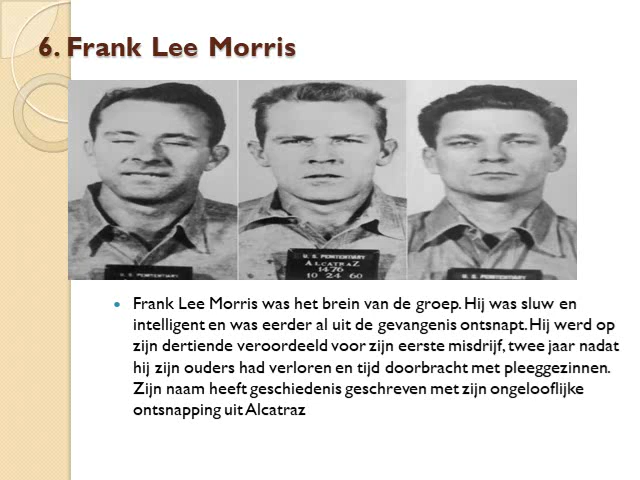 6. Frank Lee Morris
U. S. PENITENTIARY
U. S. PENITENTIARY
ALCATRAZ
1476
10 24 60
U. S. PENITENTIARY
Frank Lee Morris was het brein van de groep. Hij was sluw en
intelligent en was eerder al uit de gevangenis ontsnapt. Hij werd op
zijn dertiende veroordeeld voor zijn eerste misdrijf, twee jaar nadat
hij zijn ouders had verloren en tijd doorbracht met pleeggezinnen.
Zijn naam heeft geschiedenis geschreven met zijn ongelooflijke
ontsnapping uit Alcatraz